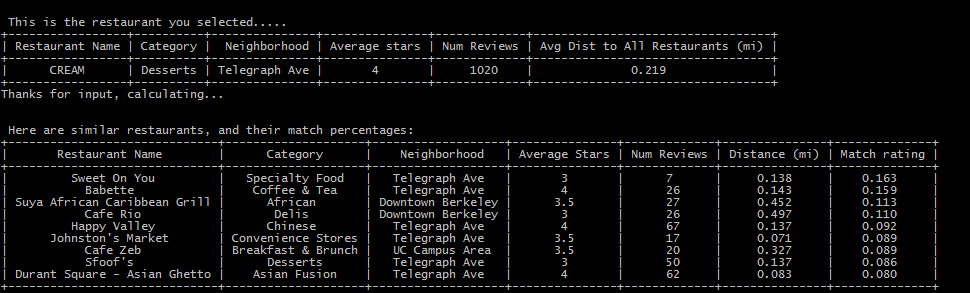 This is the restaurant you selected.....
| Restaurant Name | Category | Neighborhood | Average stars | Num Reviews | Avg Dist to All Restaurants (mi) |
| CREAM | Desserts | Telegraph Ave | 4 | 1020 | 0.219 |
Thanks for input, calculating...
Here are similar restaurants, and their match percentages:
| Restaurant Name | Category | Neighborhood | Average Stars | Num Reviews | Distance (mi) | Match rating |
| Sweet On You | Specialty Food | Telegraph Ave | 3 | 7 | 0.138 | 0.163 |
| Babette | Coffee & Tea | Telegraph Ave | 4 | 26 | 0.143 | 0.159 |
| Suya African Caribbean Grill | African | Downtown Berkeley | 3.5 | 27 | 0.452 | 0.113 |
| Cafe Rio | Delis | Downtown Berkeley | 3 | 26 | 0.497 | 0.110 |
| Happy Valley | Chinese | Telegraph Ave | 4 | 67 | 0.137 | 0.092 |
| Johnston's Market | Convenience Stores | Telegraph Ave | 3.5 | 17 | 0.071 | 0.089 |
| Cafe Zeb | Breakfast & Brunch | UC Campus Area | 3.5 | 20 | 0.327 | 0.089 |
| Sfoof's | Desserts | Telegraph Ave | 3 | 50 | 0.137 | 0.086 |
| Durant Square - Asian Ghetto | Asian Fusion | Telegraph Ave | 4 | 62 | 0.083 | 0.080 |